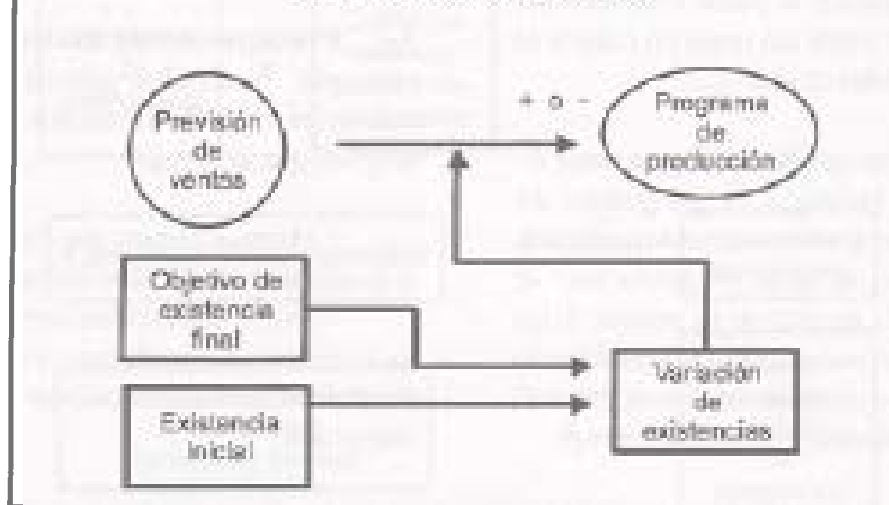 Previsión
de
ventas
+ o -
Programa
de
producción
Objetivo de
existencia
final
Existencia
inicial
Variación
de
existencias